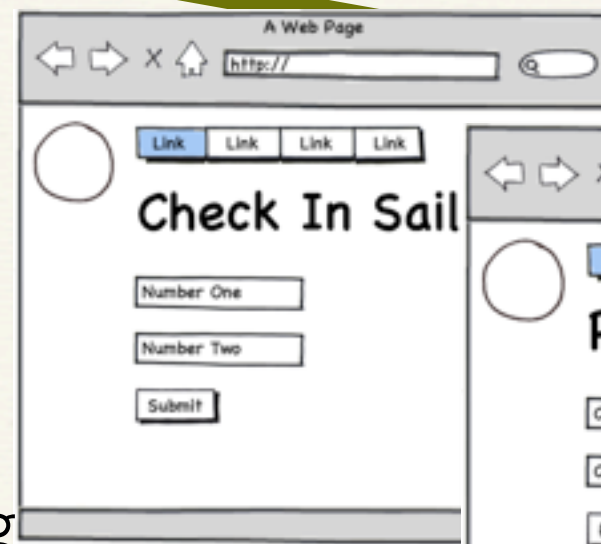 A Web Page
http://
Link Link Link Link
Check In Sail
Number One
Number Two
Submit
g